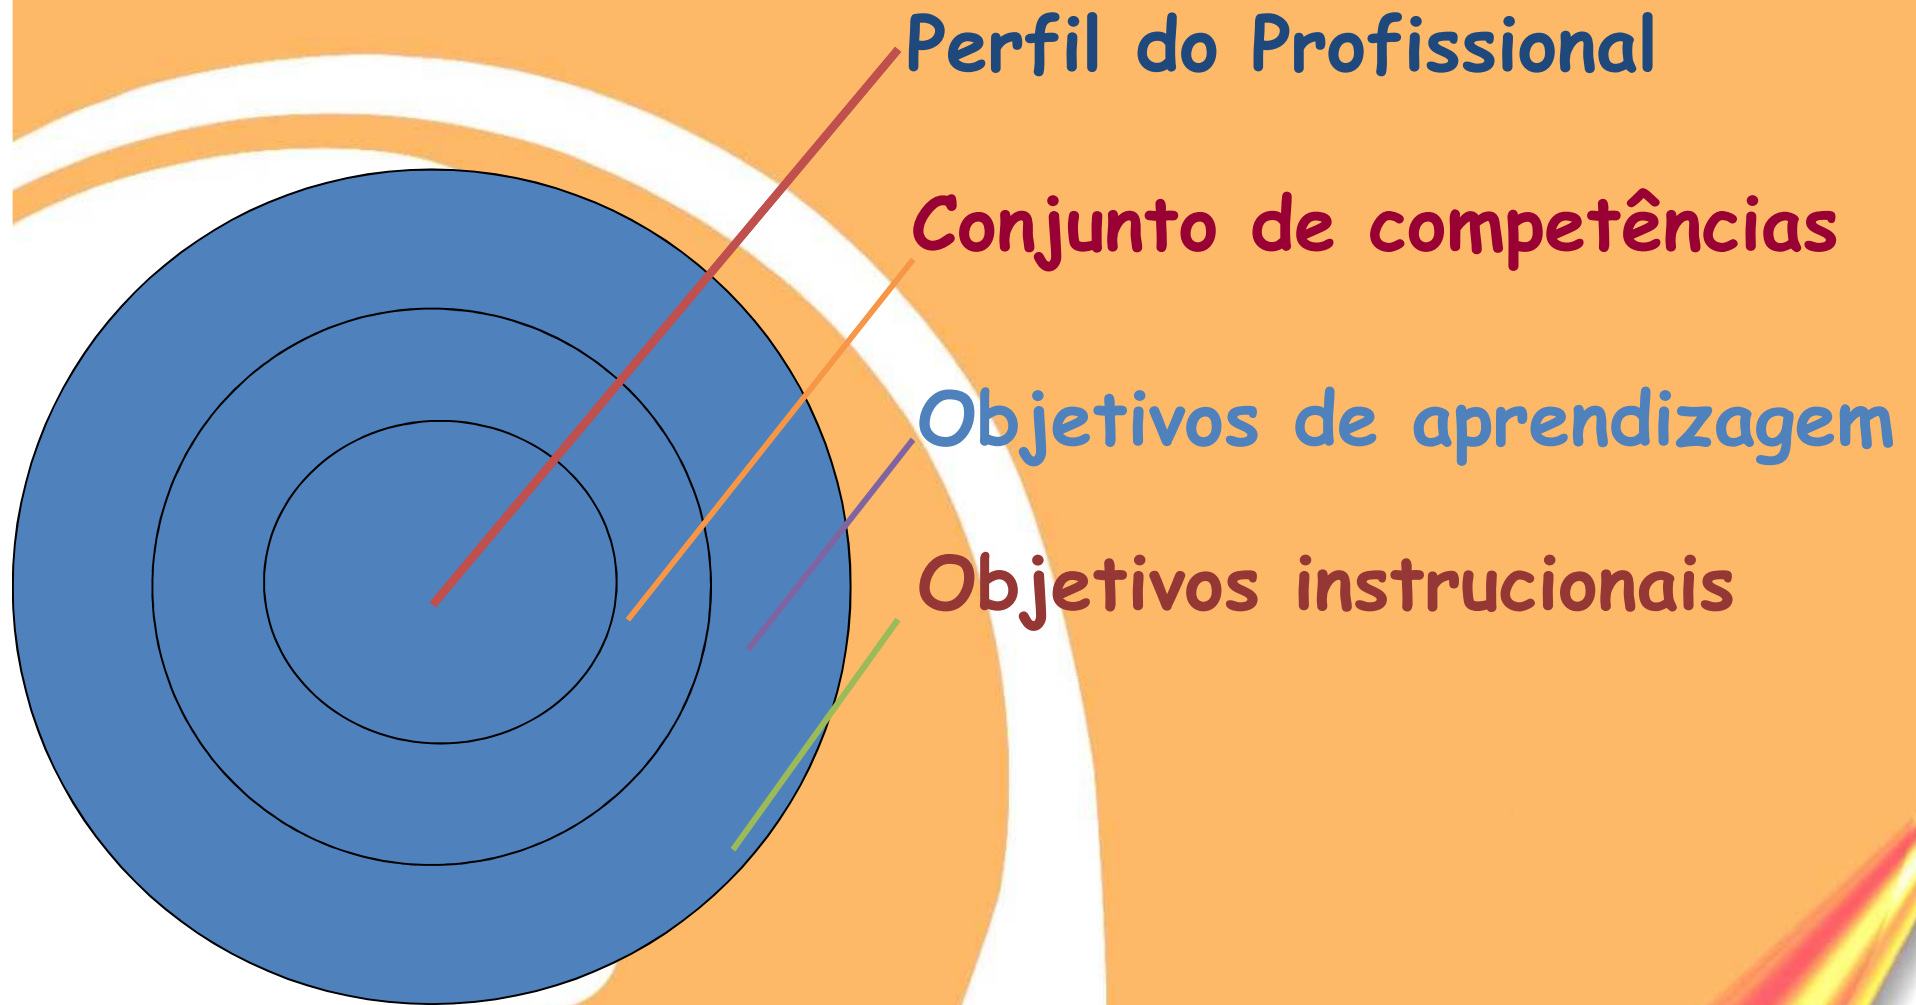 Perfil do Profissional
Conjunto de competências
Objetivos de aprendizagem
Objetivos instrucionais